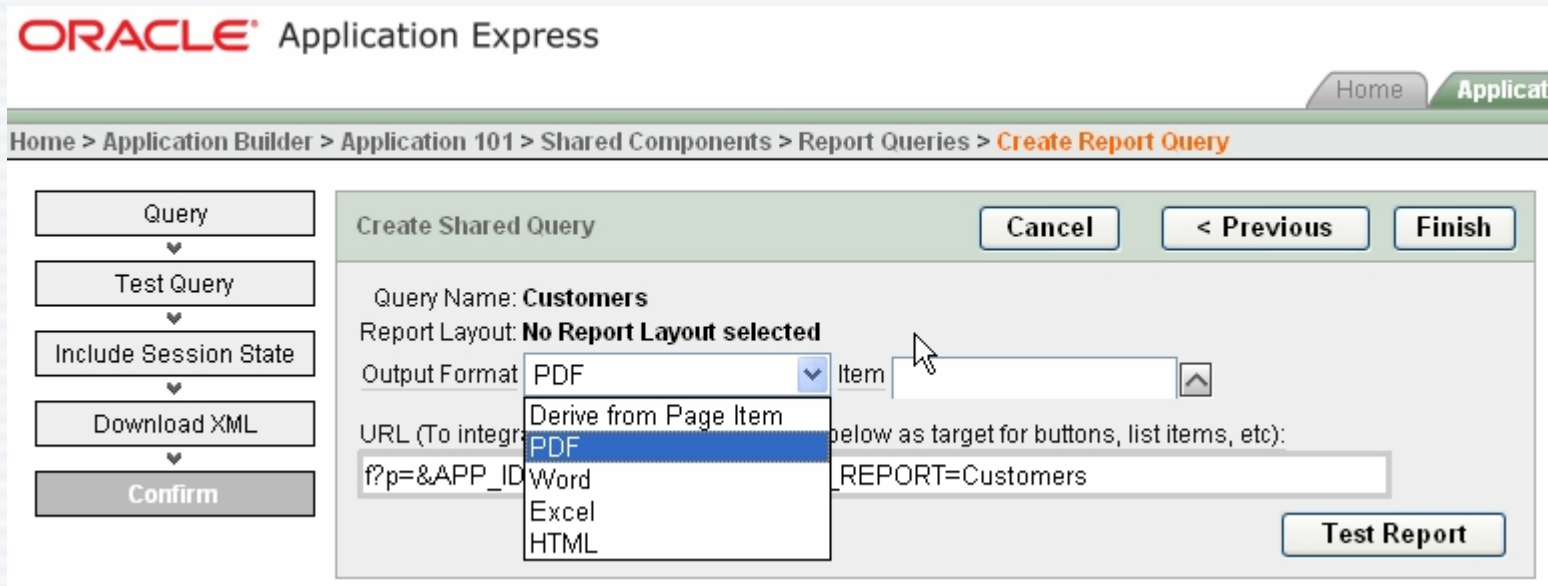 ORACLE Application Express
Home Applicat
Home > Application Builder > Application 101 > Shared Components > Report Queries > Create Report Query
Query
Test Query
Include Session State
Download XML
Confirm
Create Shared Query Cancel < Previous Finish
Query Name: Customers
Report Layout: No Report Layout selected
Output Format PDF Item
Derive from Page Item
PDF
Word
Excel
HTML
URL (To integr below as target for buttons, list items, etc):
f?p=&APP_ID _REPORT=Customers
Test Report